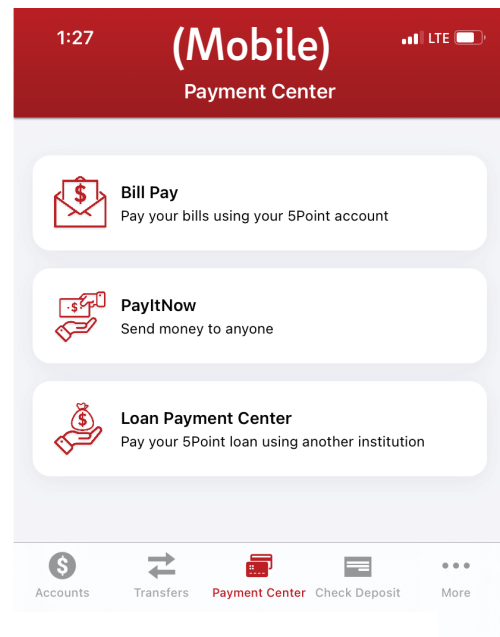 1:27
(Mobile)
LTE
Payment Center
$
Bill Pay
Pay your bills using your 5Point account
$
PayItNow
Send money to anyone
$
Loan Payment Center
Pay your 5Point loan using another institution
$
Accounts
Transfers
Payment Center
Check Deposit
More